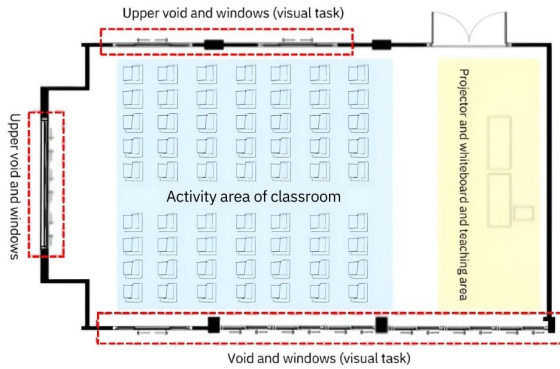 Upper void and windows (visual task)
Upper void and windows
Activity area of classroom
Projector and whiteboard and teaching area
Void and windows (visual task)